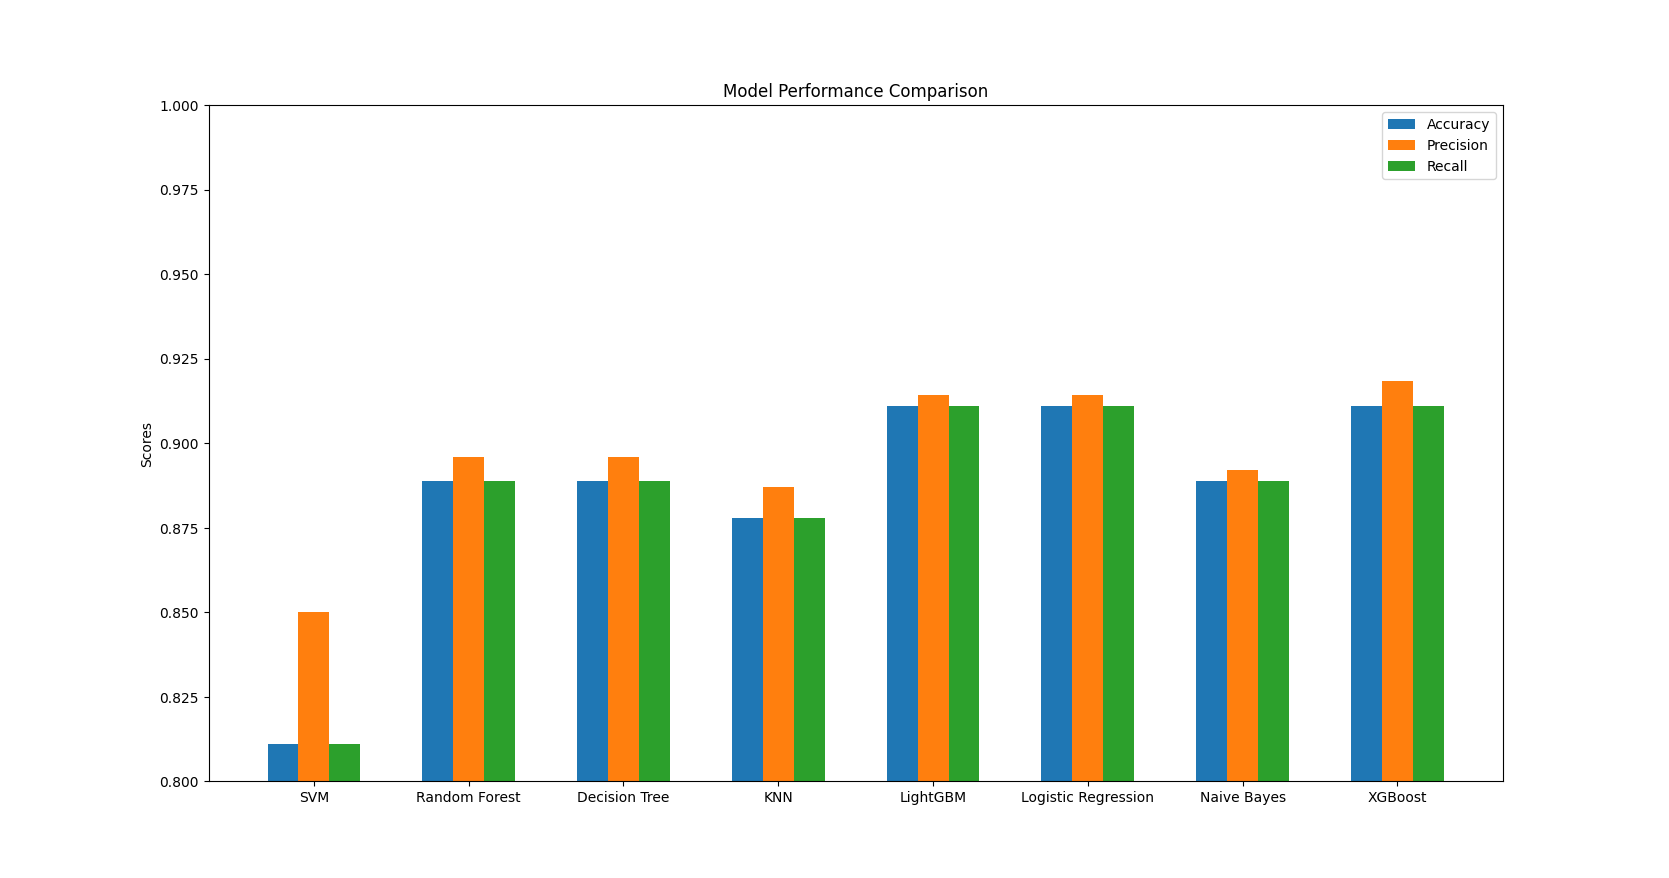 Model Performance Comparison
1.000
0.975
0.950
0.925
0.900
0.875
0.850
0.825
0.800
Scores
Accuracy
Precision
Recall
SVM
Random Forest
Decision Tree
KNN
LightGBM
Logistic Regression
Naive Bayes
XGBoost